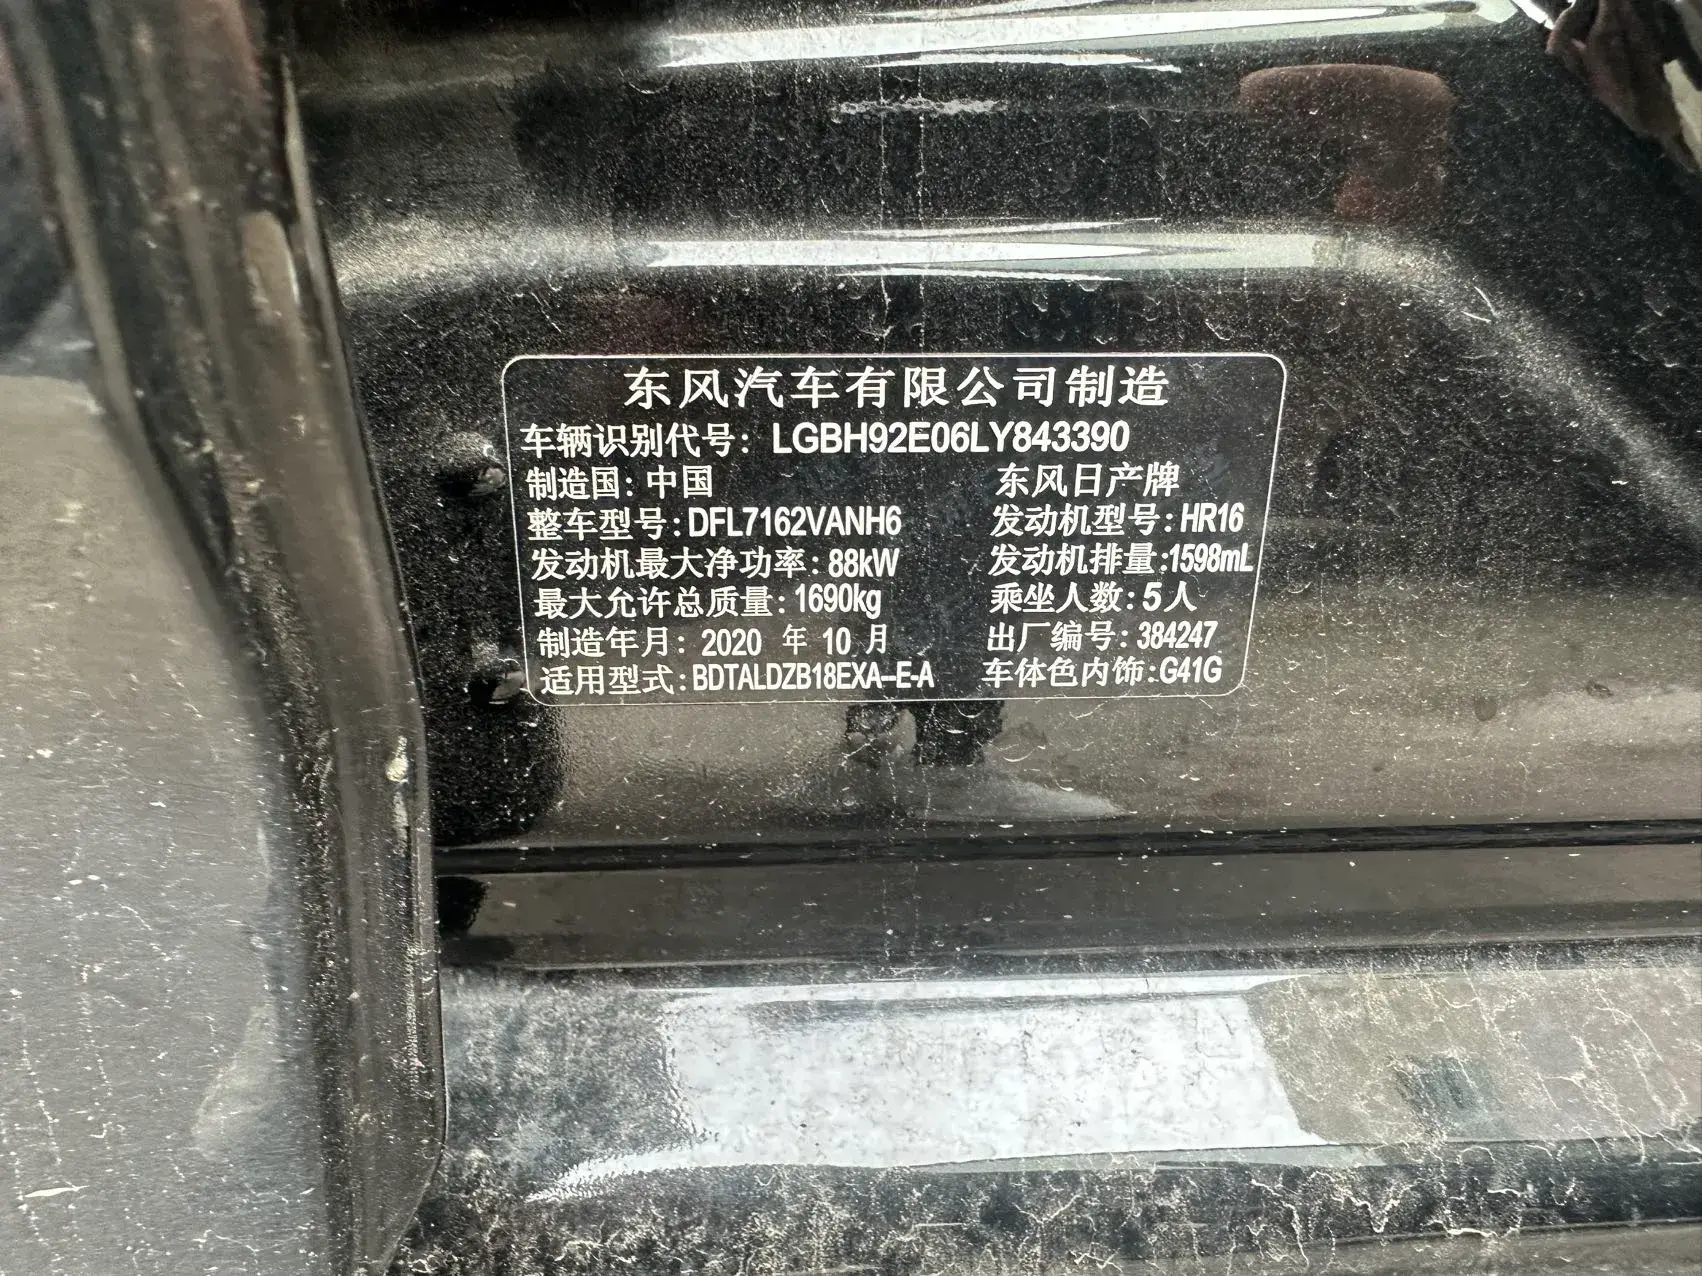 东风汽车有限公司制造
车辆识别代号: LGBH92E06LY843390
制造国: 中国 东风日产牌
整车型号: DFL7162VANH6 发动机型号: HR16
发动机最大净功率: 88kW 发动机排量:1598mL
最大允许总质量: 1690kg 乘坐人数: 5人
制造年月: 2020 年 10 月 出厂编号: 384247
适用型式: BDTALDZB18EXA--E-A 车体色内饰:G41G